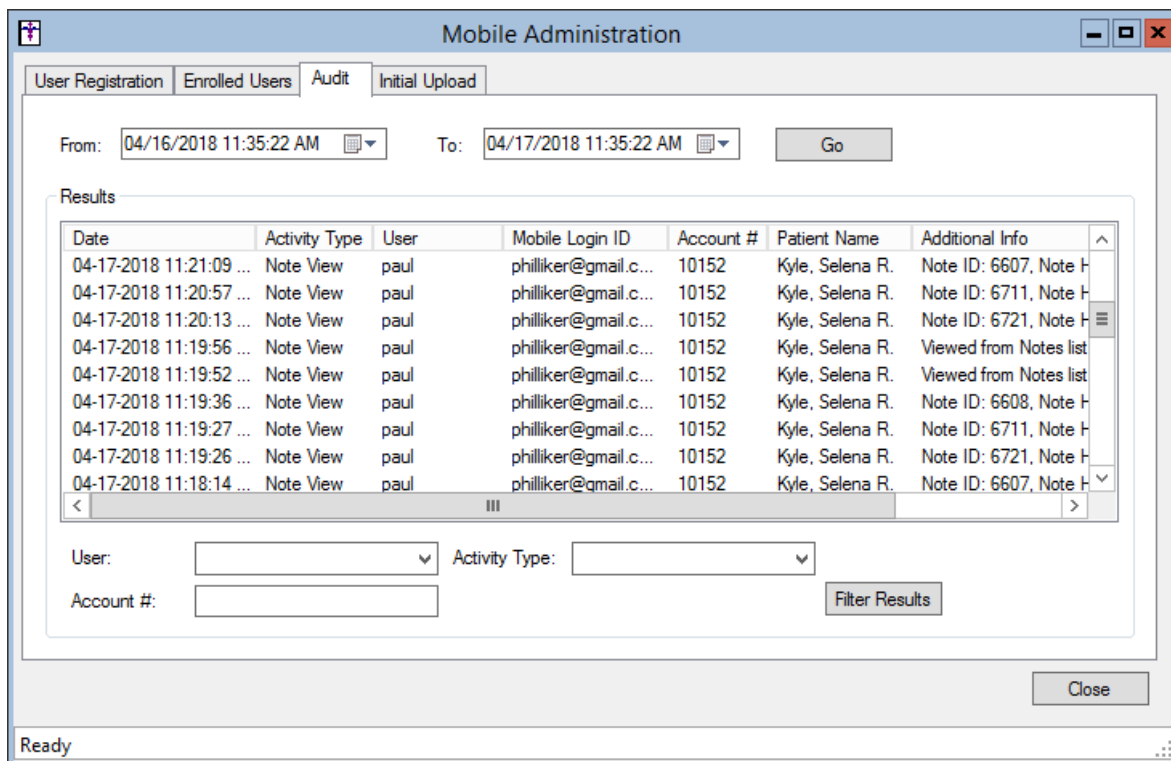 Mobile Administration
User Registration Enrolled Users Audit Initial Upload
From: 04/16/2018 11:35:22 AM To: 04/17/2018 11:35:22 AM Go
Results
Date Activity Type User Mobile Login ID Account # Patient Name Additional Info
04-17-2018 11:21:09 ... Note View paul philliker@gmail.c... 10152 Kyle, Selena R. Note ID: 6607, Note H
04-17-2018 11:20:57 ... Note View paul philliker@gmail.c... 10152 Kyle, Selena R. Note ID: 6711, Note H
04-17-2018 11:20:13 ... Note View paul philliker@gmail.c... 10152 Kyle, Selena R. Note ID: 6721, Note H
04-17-2018 11:19:56 ... Note View paul philliker@gmail.c... 10152 Kyle, Selena R. Viewed from Notes list
04-17-2018 11:19:52 ... Note View paul philliker@gmail.c... 10152 Kyle, Selena R. Viewed from Notes list
04-17-2018 11:19:36 ... Note View paul philliker@gmail.c... 10152 Kyle, Selena R. Note ID: 6608, Note H
04-17-2018 11:19:27 ... Note View paul philliker@gmail.c... 10152 Kyle, Selena R. Note ID: 6711, Note H
04-17-2018 11:19:26 ... Note View paul philliker@gmail.c... 10152 Kyle, Selena R. Note ID: 6721, Note H
04-17-2018 11:18:14 ... Note View paul philliker@gmail.c... 10152 Kyle, Selena R. Note ID: 6607, Note H
User: Activity Type:
Account #: Filter Results
Close
Ready